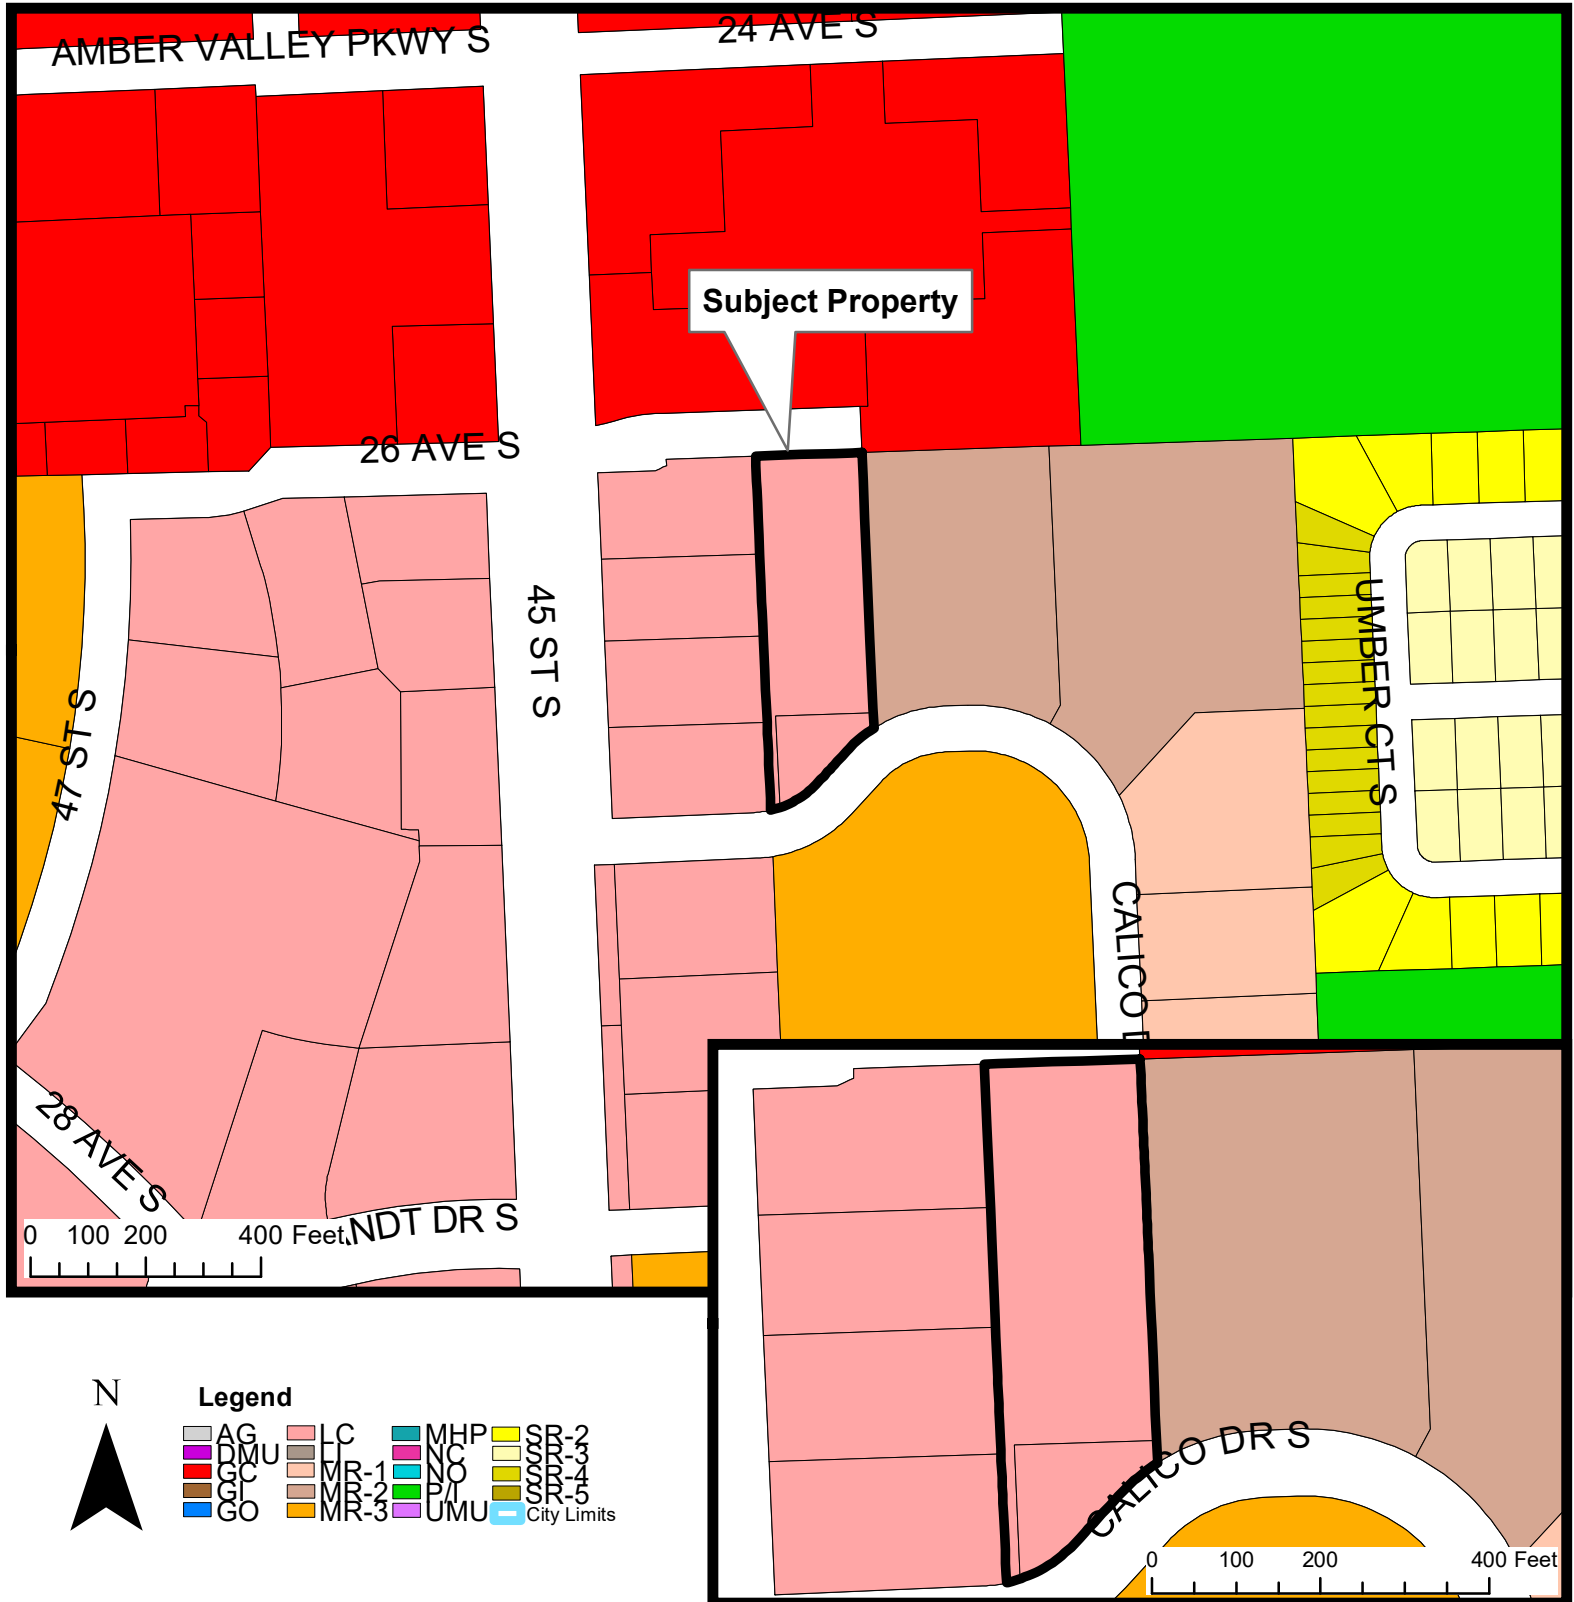 AMBER VALLEY PKWY S
24 AVE S
Subject Property
26 AVE S
45 ST S
47 ST S
UMBER CT S
CALICO
28 AVE S
NDT DR S
0 100 200 400 Feet
CALICO DR S
0 100 200 400 Feet
N
Legend
AG LC MHP SR-2
DMU LI NC SR-3
GC MR-1 NO SR-4
GI MR-2 P/I SR-5
GO MR-3 UMU City Limits